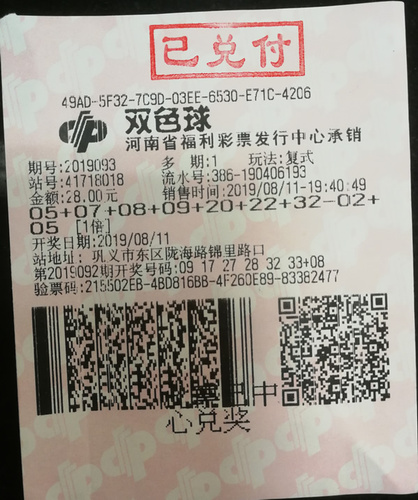 已兑付
49AD-5F32-7C9D-03EE-6530-E71C-4206
双色球
河南省福利彩票发行中心承销
期号:2019093 多 期:1 玩法:复式
站号:41718018 流水号:386-190406193
金额:28.00元 销售时间:2019/08/11-19:40:49
05+07+08+09+20+22+32-02+
05 [1倍]
开奖日期:2019/08/11
站地址: 巩义市东区陇海路锦里路口
第2019092期开奖号码:09 17 27 28 32 33+08
验票码:215502EB-4BD816BB-4F260E89-83382477
中
心兑奖